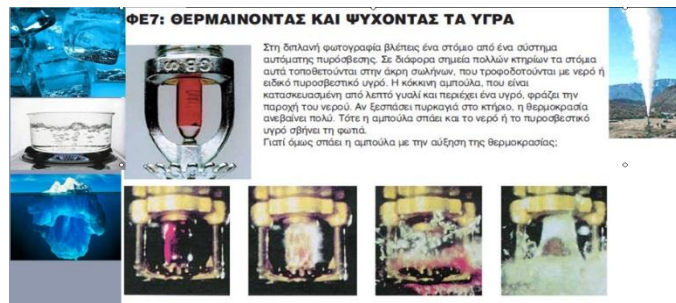 ΦΕ7: ΘΕΡΜΑΙΝΟΝΤΑΣ ΚΑΙ ΨΥΧΟΝΤΑΣ ΤΑ ΥΓΡΑ
Στη διπλανή φωτογραφία βλέπεις ένα στόμιο από ένα σύστημα
αυτόματης πυρόσβεσης. Σε διάφορα σημεία πολλών κτηρίων τα στόμια
αυτά τοποθετούνται στην άκρη σωλήνων, που τροφοδοτούνται με νερό ή
ειδικό πυροσβεστικό υγρό. Η κόκκινη αμπούλα, που είναι
κατασκευασμένη από λεπτό γυαλί και περιέχει ένα υγρό, φράζει την
παροχή του νερού. Αν ξεσπάσει πυρκαγιά στο κτήριο, η θερμοκρασία
ανεβαίνει πολύ. Τότε η αμπούλα σπάει και το νερό ή το πυροσβεστικό
υγρό σβήνει τη φωτιά.
Γιατί όμως σπάει η αμπούλα με την αύξηση της θερμοκρασίας;